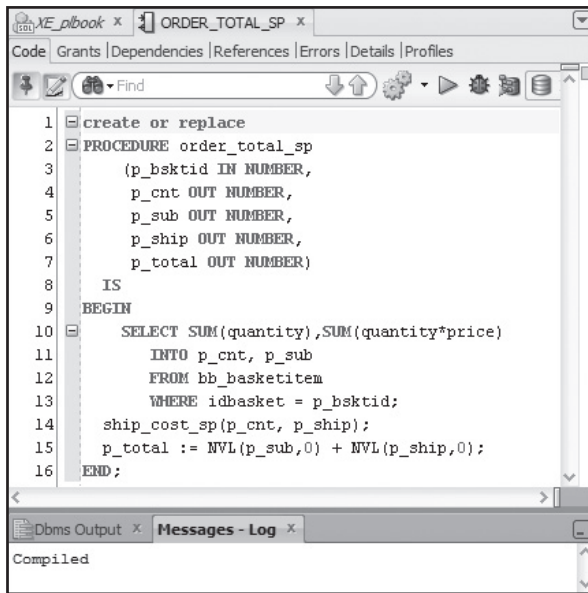 XE_plbook x ORDER_TOTAL_SP x
Code Grants | Dependencies | References | Errors | Details | Profiles
Find
1 create or replace
2 PROCEDURE order_total_sp
3 (p_bsktid IN NUMBER,
4 p_cnt OUT NUMBER,
5 p_sub OUT NUMBER,
6 p_ship OUT NUMBER,
7 p_total OUT NUMBER)
8 IS
9 BEGIN
10 SELECT SUM(quantity),SUM(quantity*price)
11 INTO p_cnt, p_sub
12 FROM bb_basketitem
13 WHERE idbasket = p_bsktid;
14 ship_cost_sp(p_cnt, p_ship);
15 p_total := NVL(p_sub,0) + NVL(p_ship,0);
16 END;
Dbms Output x Messages - Log x
Compiled